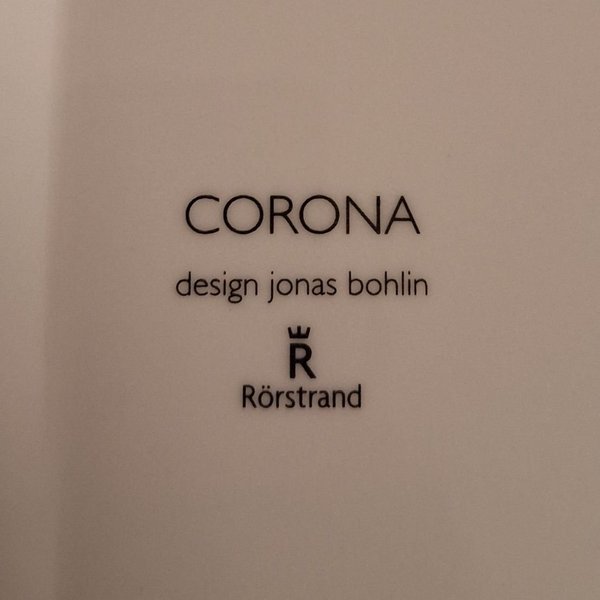 CORONA
design jonas bohlin
R
Rörstrand